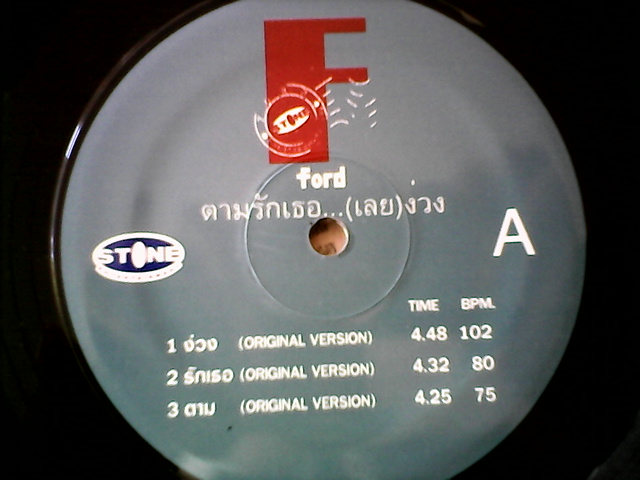 F
STONE
ford
ตามรักเธอ...(เลย)ง่วง
A
STONE
TIME BPM.
1 ง่วง (ORIGINAL VERSION) 4.48 102
2 รักเธอ (ORIGINAL VERSION) 4.32 80
3 ตาม (ORIGINAL VERSION) 4.25 75